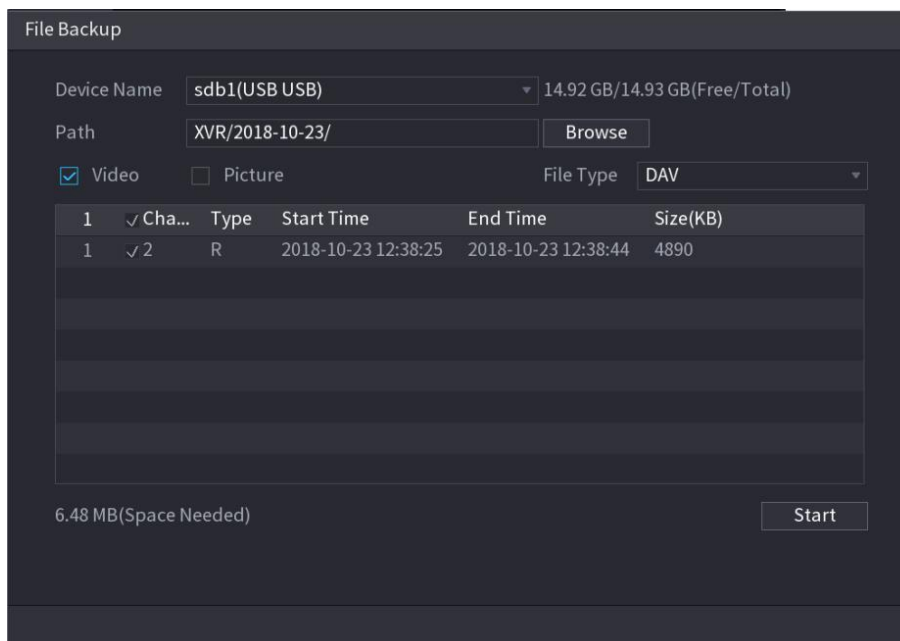 File Backup
Device Name sdb1(USB USB) 14.92 GB/14.93 GB(Free/Total)
Path XVR/2018-10-23/ Browse
Video Picture File Type DAV
1 Cha... Type Start Time End Time Size(KB)
1 2 R 2018-10-23 12:38:25 2018-10-23 12:38:44 4890
6.48 MB(Space Needed) Start